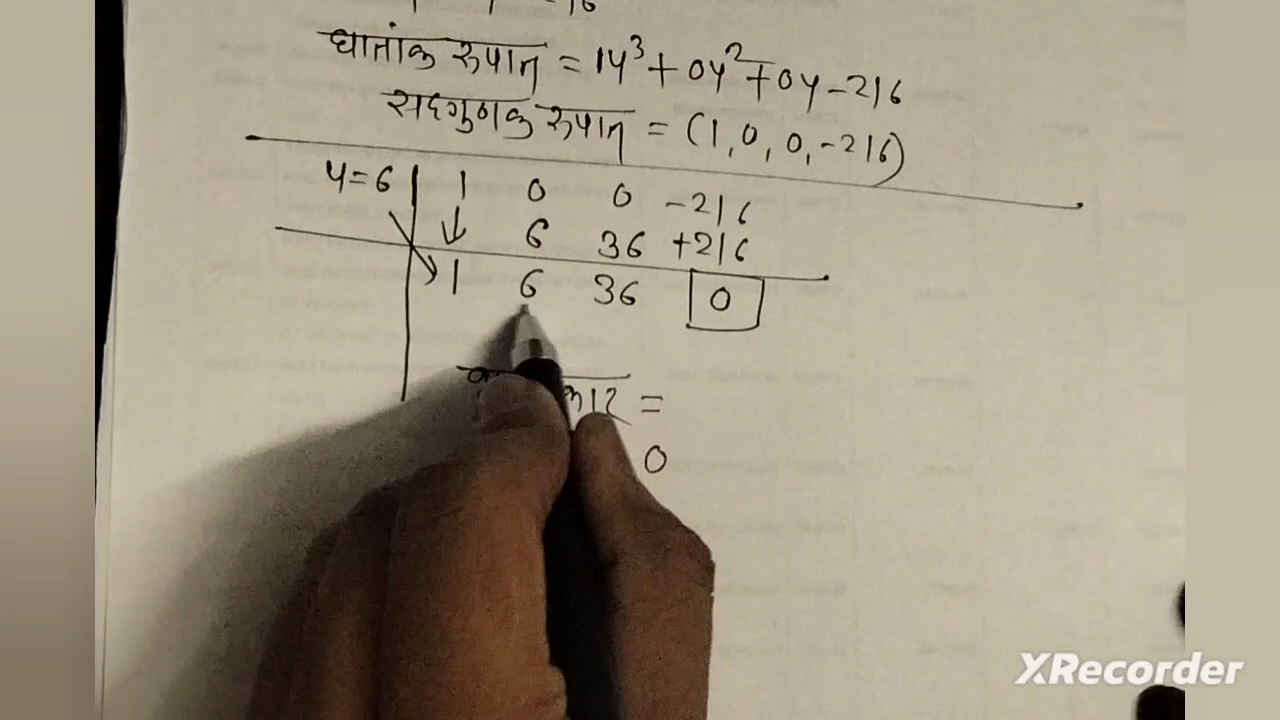 घातांक रुपात = 1y³ + 0y² + 0y - 216
सहगुणक रुपात = (1, 0, 0, -216)
y=6 1 0 0 -216
6 36 +216
1 6 36 0
=
0
XRecorder